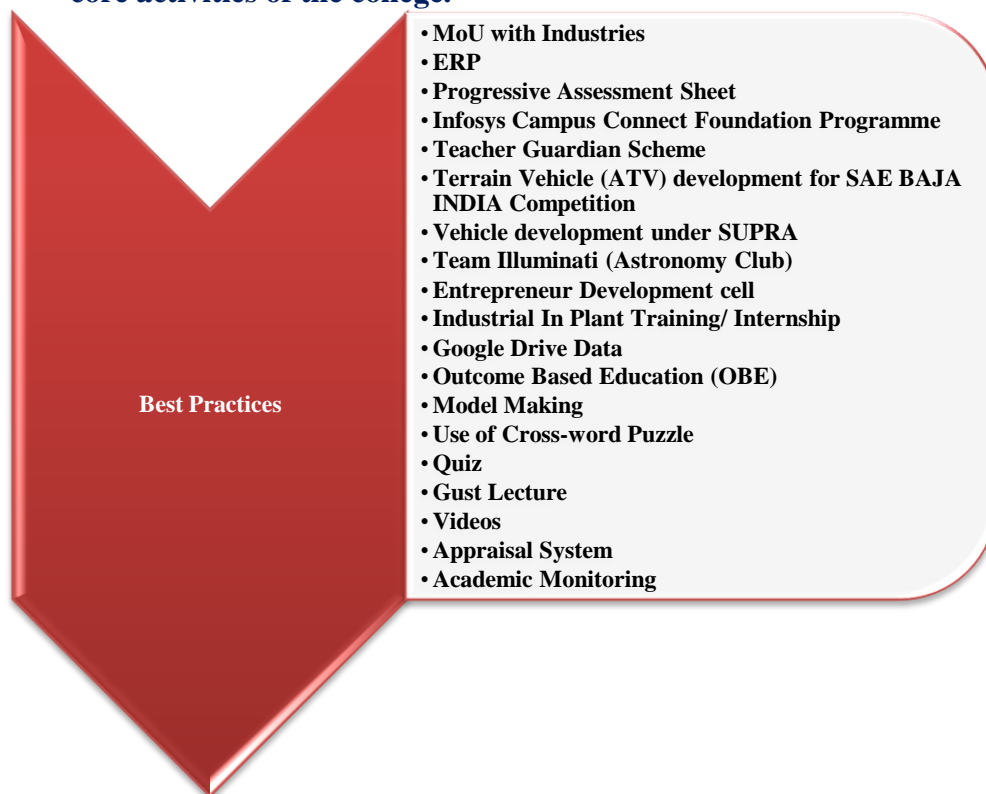 core activities of the college.
• MoU with Industries
• ERP
• Progressive Assessment Sheet
• Infosys Campus Connect Foundation Programme
• Teacher Guardian Scheme
• Terrain Vehicle (ATV) development for SAE BAJA
INDIA Competition
• Vehicle development under SUPRA
• Team Illuminati (Astronomy Club)
• Entrepreneur Development cell
• Industrial In Plant Training/ Internship
• Google Drive Data
• Outcome Based Education (OBE)
Best Practices
• Model Making
• Use of Cross-word Puzzle
• Quiz
• Gust Lecture
• Videos
• Appraisal System
• Academic Monitoring